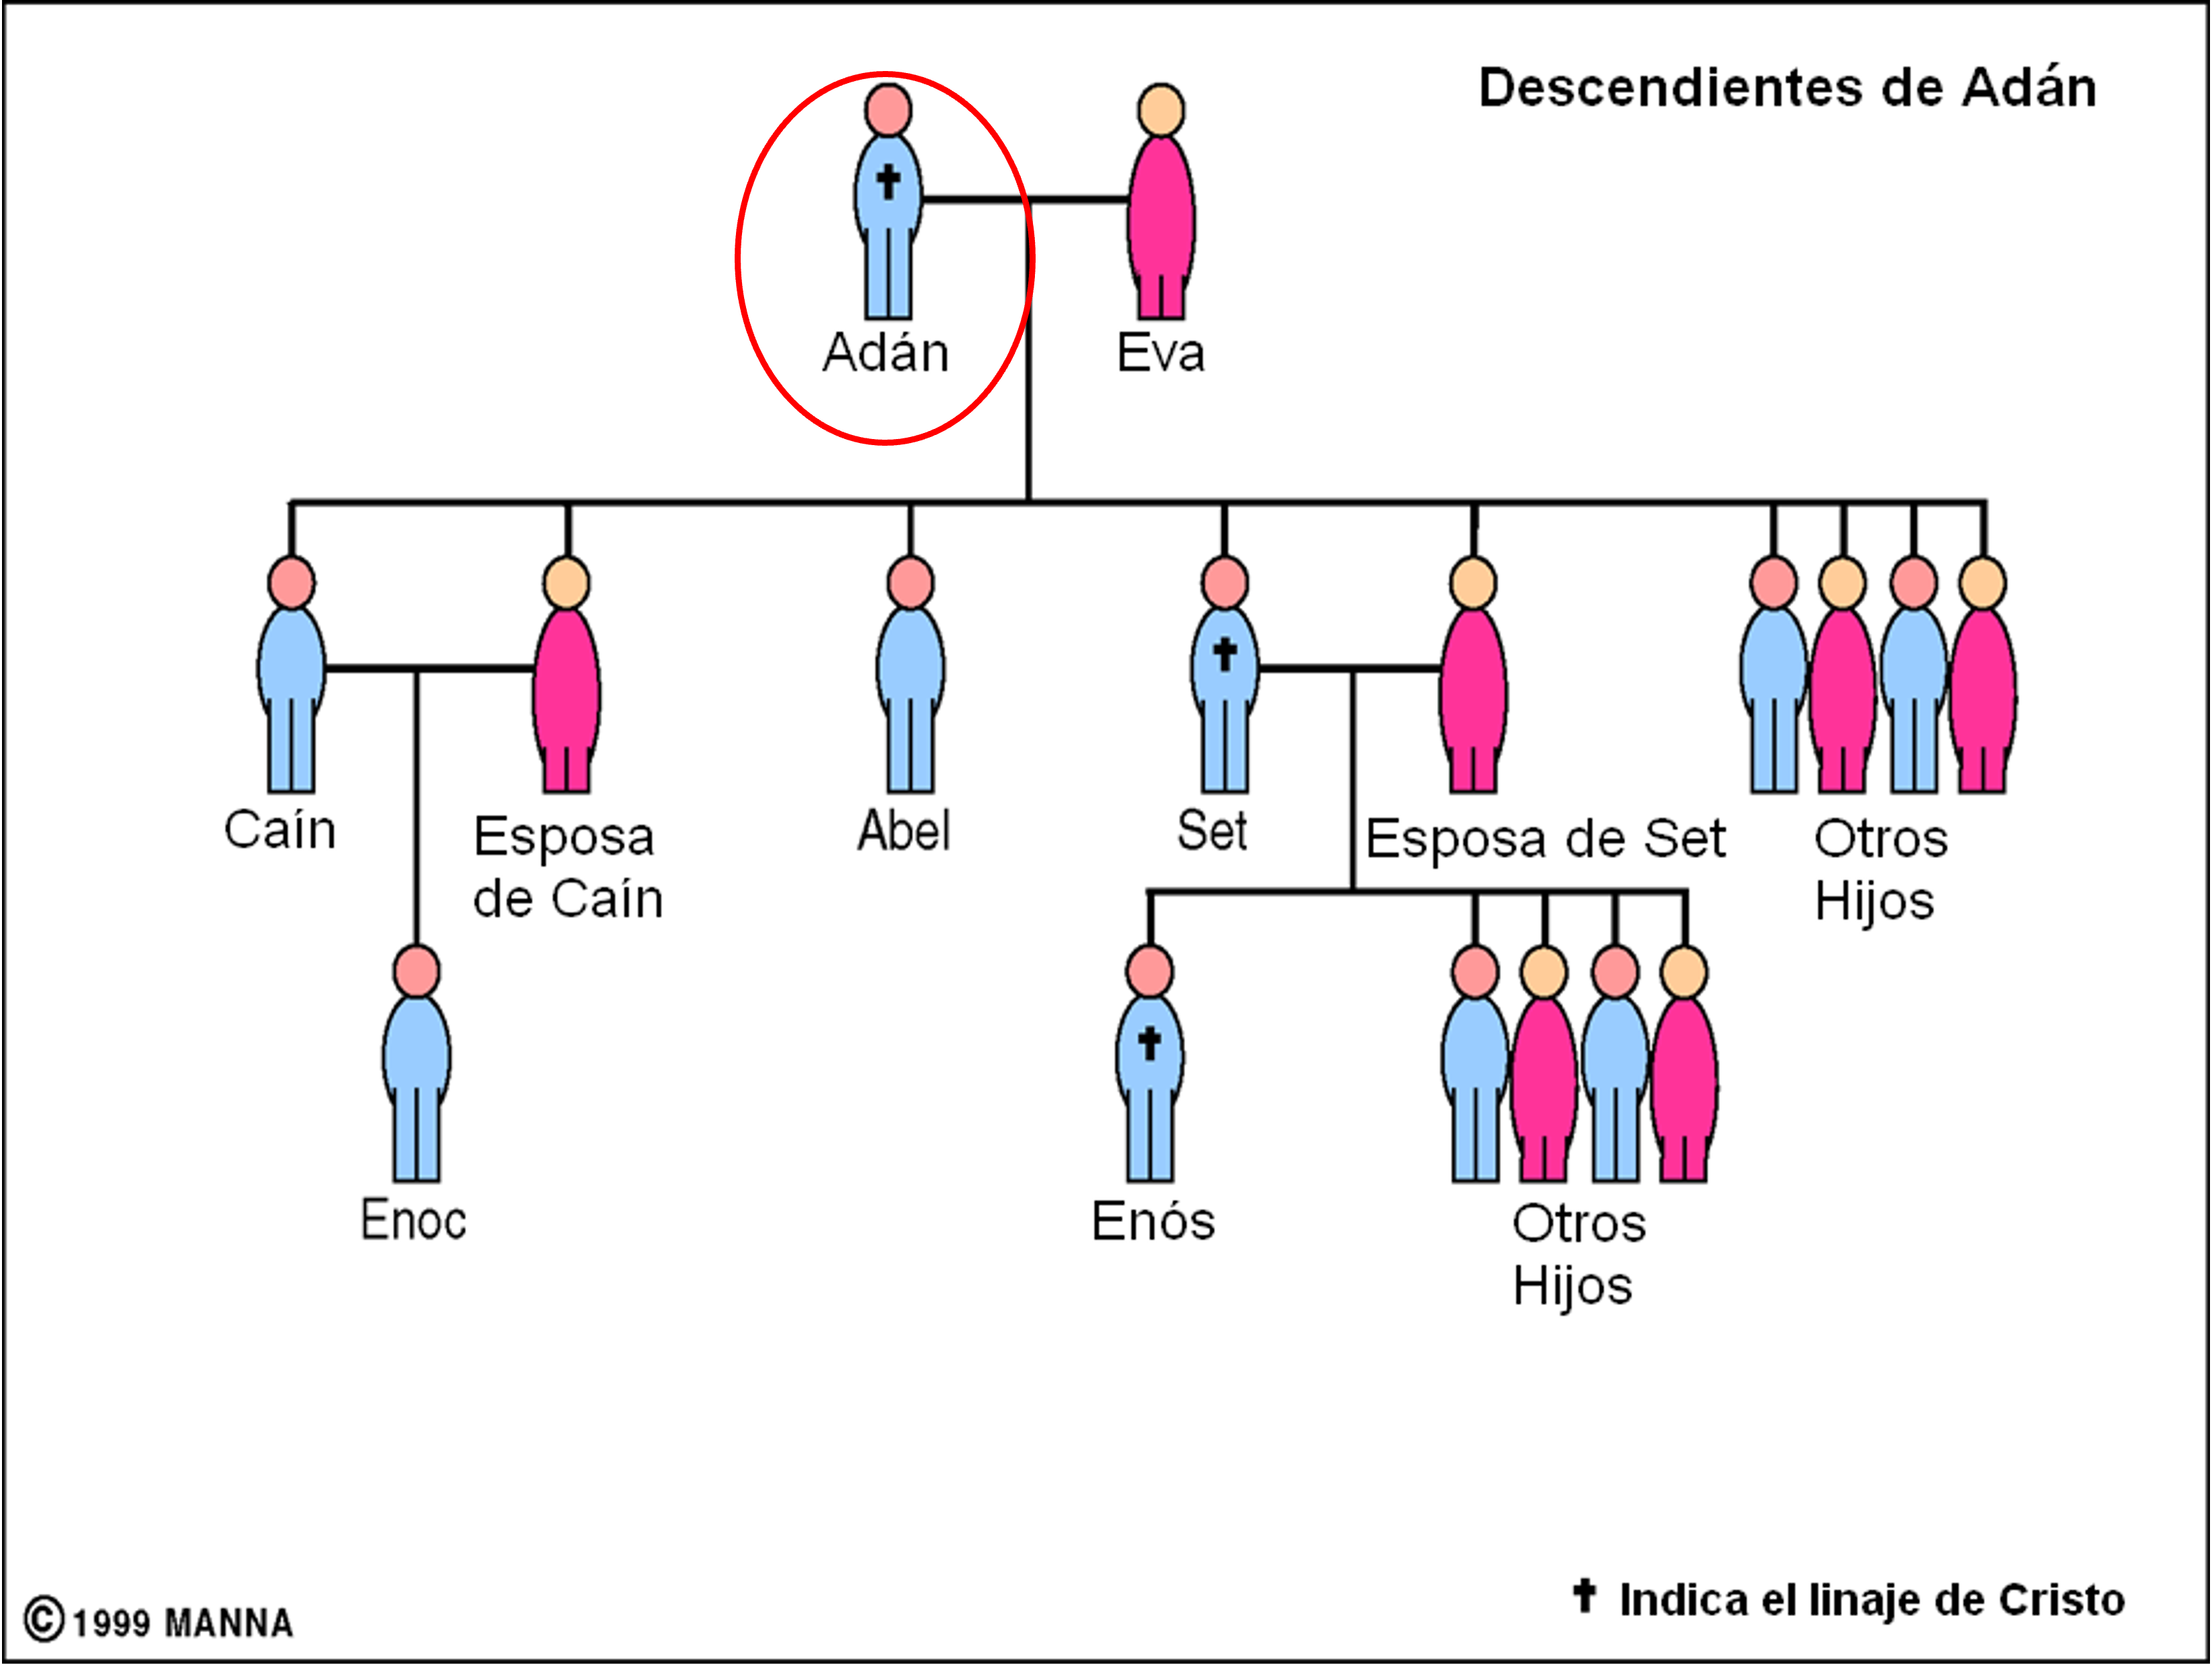 Descendientes de Adán
Adán
Eva
Caín
Esposa
de Caín
Abel
Set
Esposa de Set
Otros
Hijos
Enoc
Enós
Otros
Hijos
✝ Indica el linaje de Cristo
© 1999 MANNA